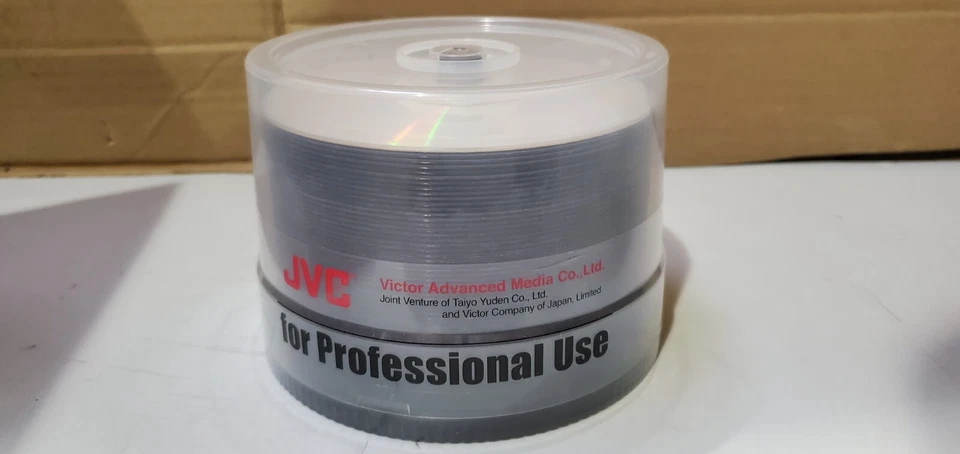 JVC
Victor Advanced Media Co.,Ltd.
Joint Venture of Taiyo Yuden Co., Ltd.
and Victor Company of Japan, Limited
for Professional Use